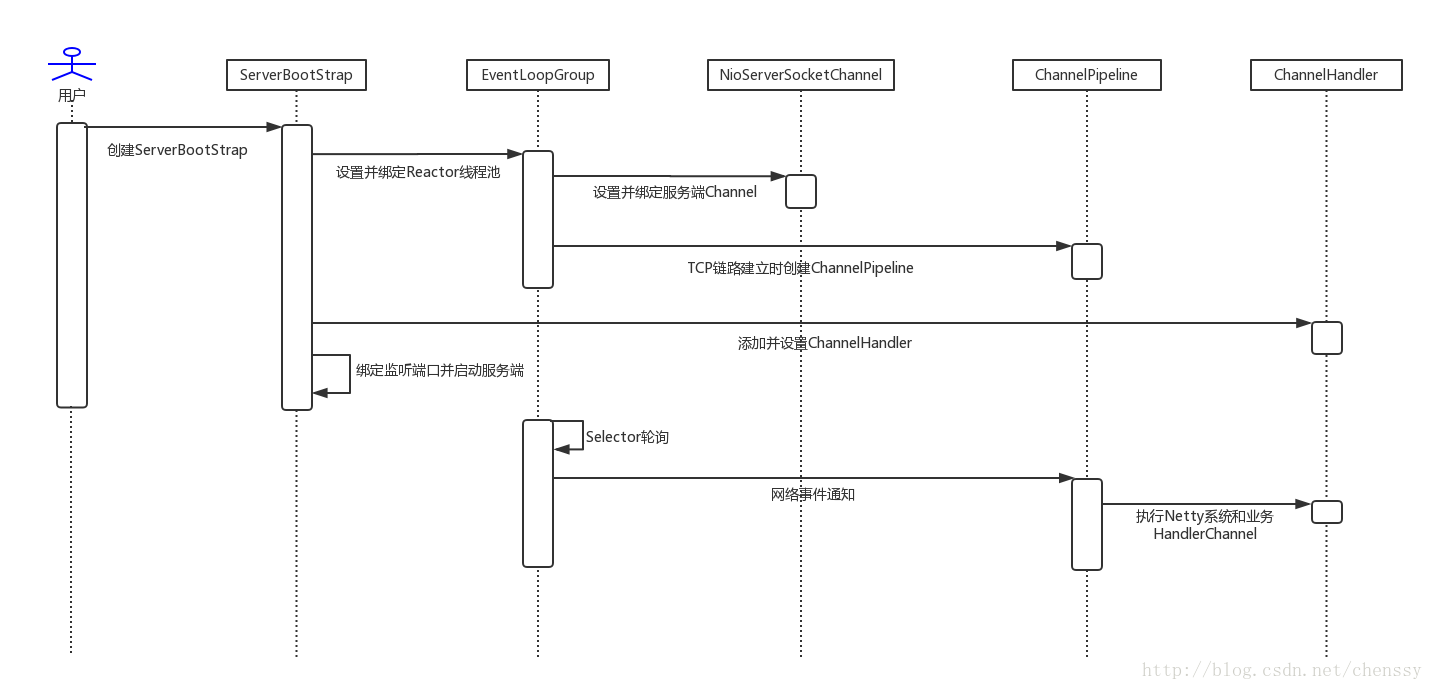 用户
ServerBootStrap
EventLoopGroup
NioServerSocketChannel
ChannelPipeline
ChannelHandler
创建ServerBootStrap
设置并绑定Reactor线程池
设置并绑定服务端Channel
TCP链路建立时创建ChannelPipeline
添加并设置ChannelHandler
绑定监听端口并启动服务端
Selector轮询
网络事件通知
执行Netty系统和业务
HandlerChannel
http://blog.csdn.net/chenssy